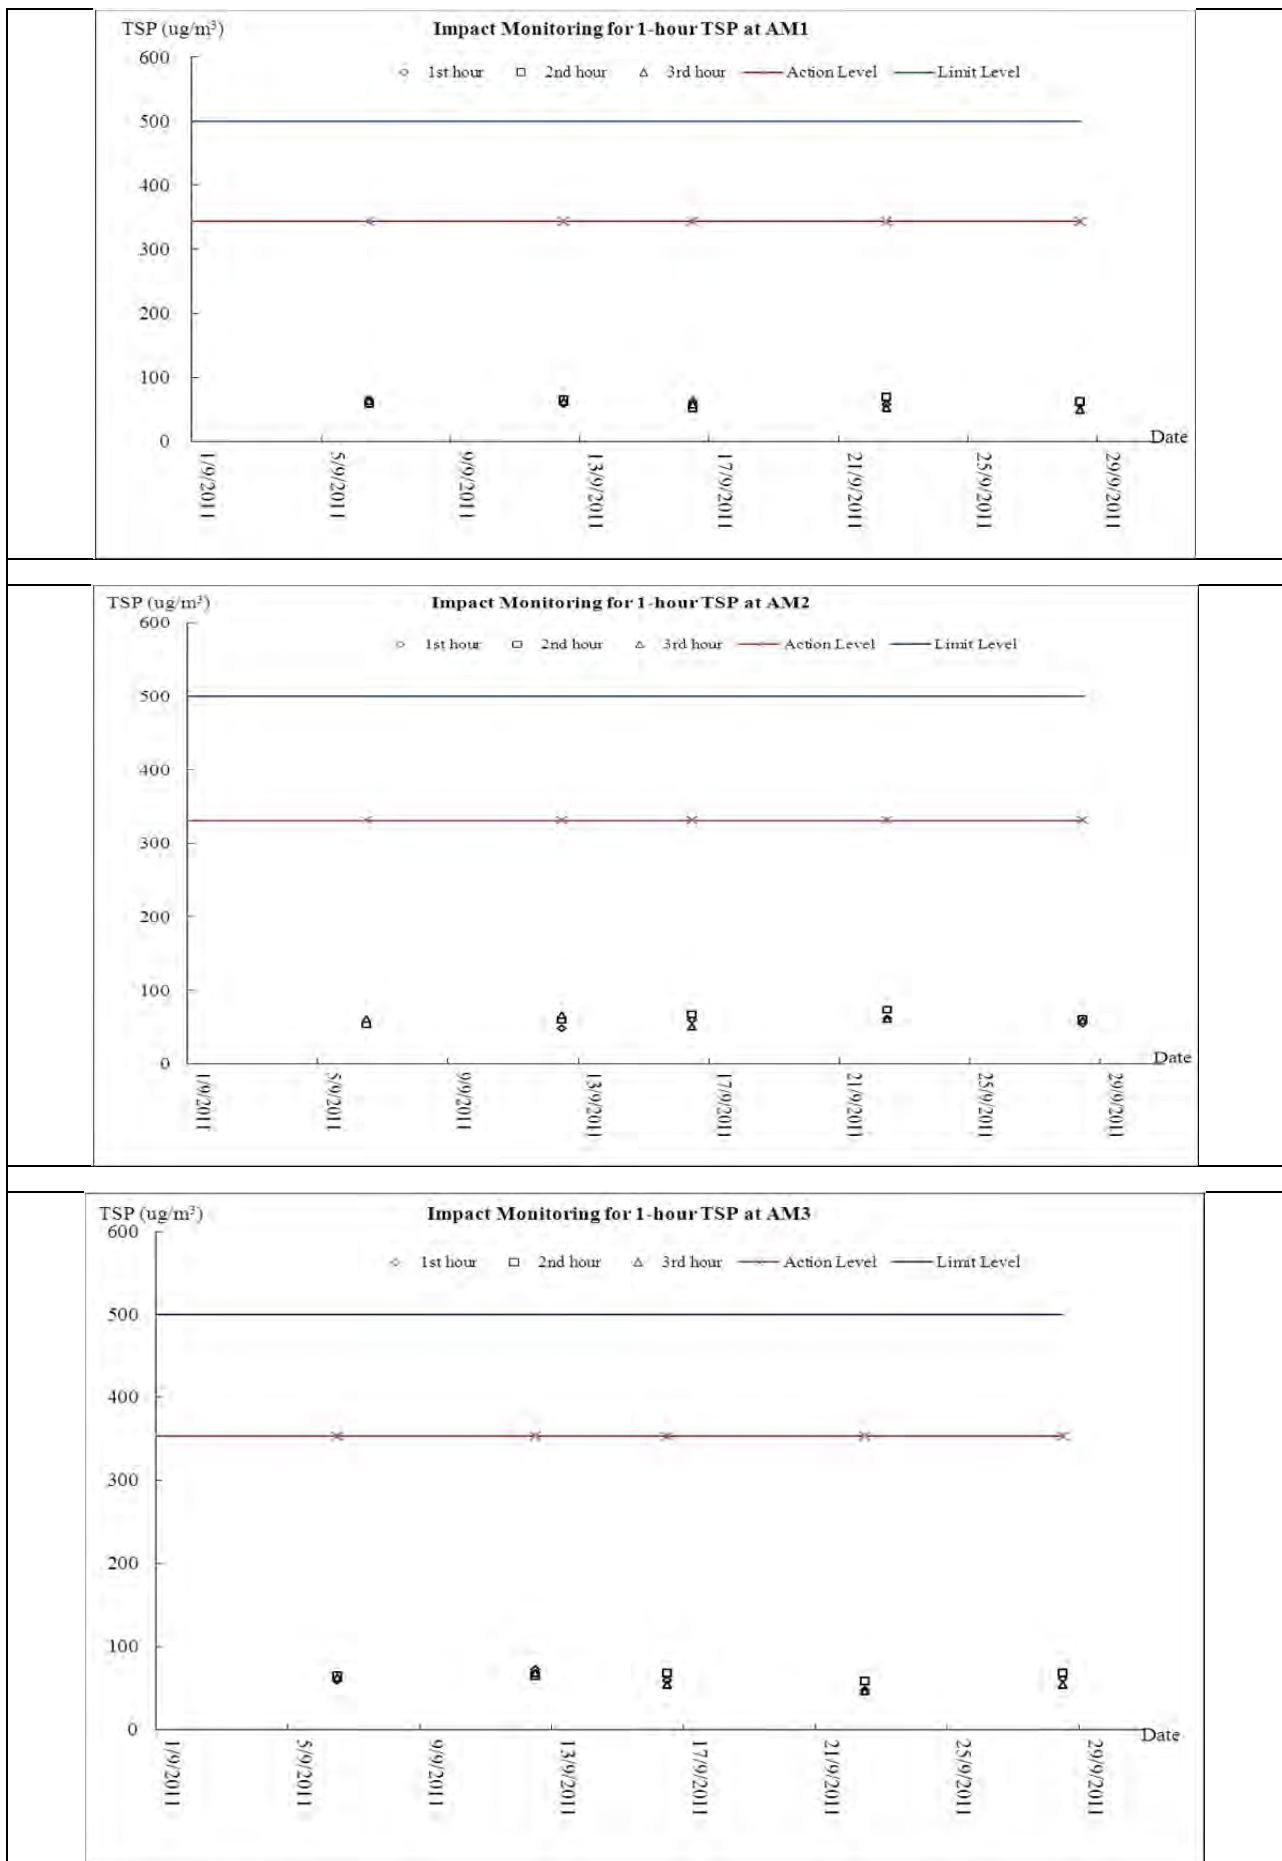 TSP (ug/m³) Impact Monitoring for 1-hour TSP at AM1
600
1st hour 2nd hour 3rd hour Action Level Limit Level
500
400
300
200
100
0
Date
1/9/2011 5/9/2011 9/9/2011 13/9/2011 17/9/2011 21/9/2011 25/9/2011 29/9/2011
TSP (ug/m³) Impact Monitoring for 1-hour TSP at AM2
600
1st hour 2nd hour 3rd hour Action Level Limit Level
500
400
300
200
100
0
Date
1/9/2011 5/9/2011 9/9/2011 13/9/2011 17/9/2011 21/9/2011 25/9/2011 29/9/2011
TSP (ug/m³) Impact Monitoring for 1-hour TSP at AM3
600
1st hour 2nd hour 3rd hour Action Level Limit Level
500
400
300
200
100
0
Date
1/9/2011 5/9/2011 9/9/2011 13/9/2011 17/9/2011 21/9/2011 25/9/2011 29/9/2011